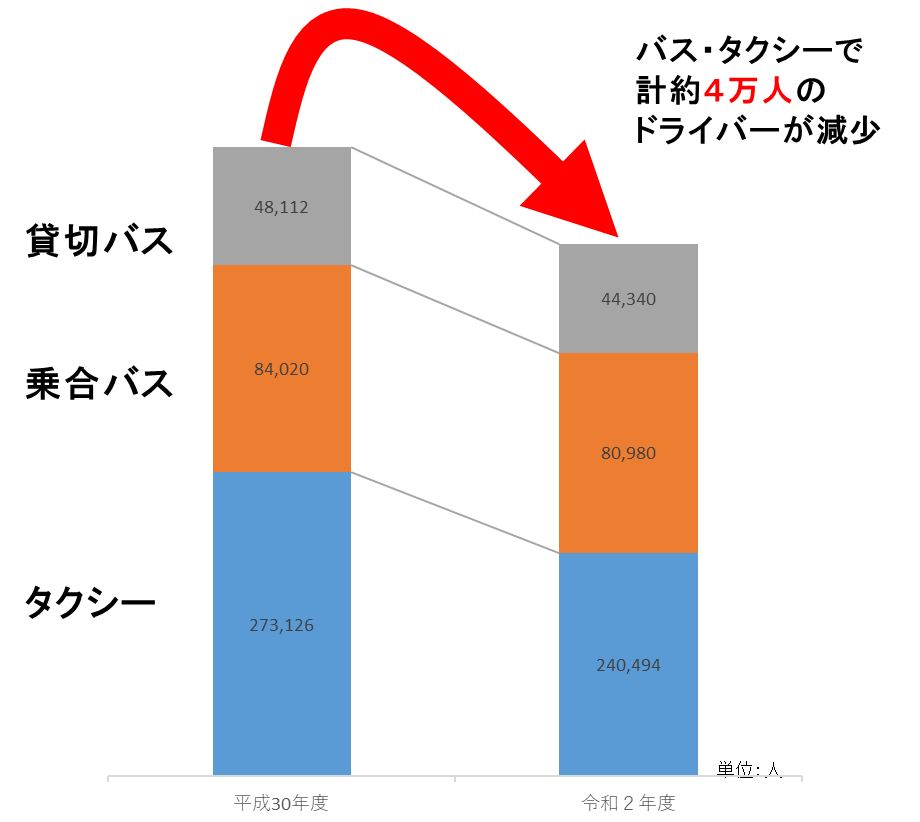 バス・タクシーで
計約４万人の
ドライバーが減少
貸切バス
48,112
44,340
乗合バス
84,020
80,980
タクシー
273,126
240,494
単位：人
平成30年度
令和２年度